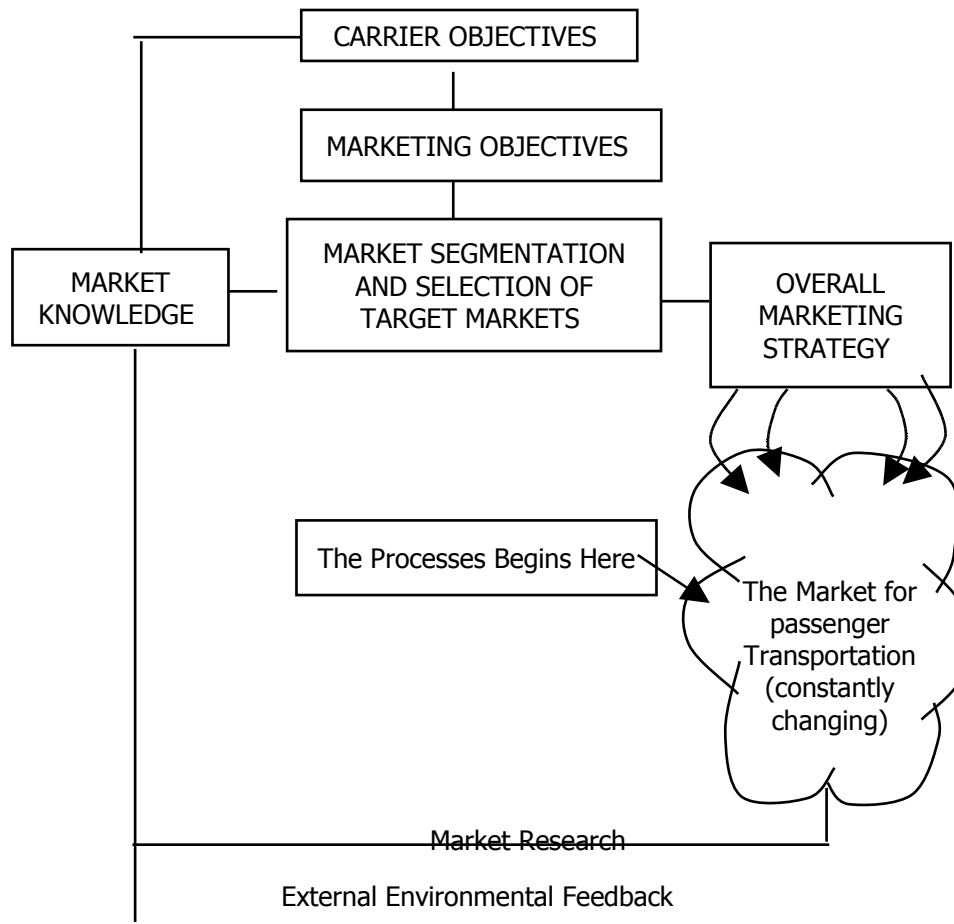 CARRIER OBJECTIVES
MARKETING OBJECTIVES
MARKET SEGMENTATION
AND SELECTION OF
TARGET MARKETS
MARKET
KNOWLEDGE
OVERALL
MARKETING
STRATEGY
The Processes Begins Here
The Market for
passenger
Transportation
(constantly
changing)
Market Research
External Environmental Feedback